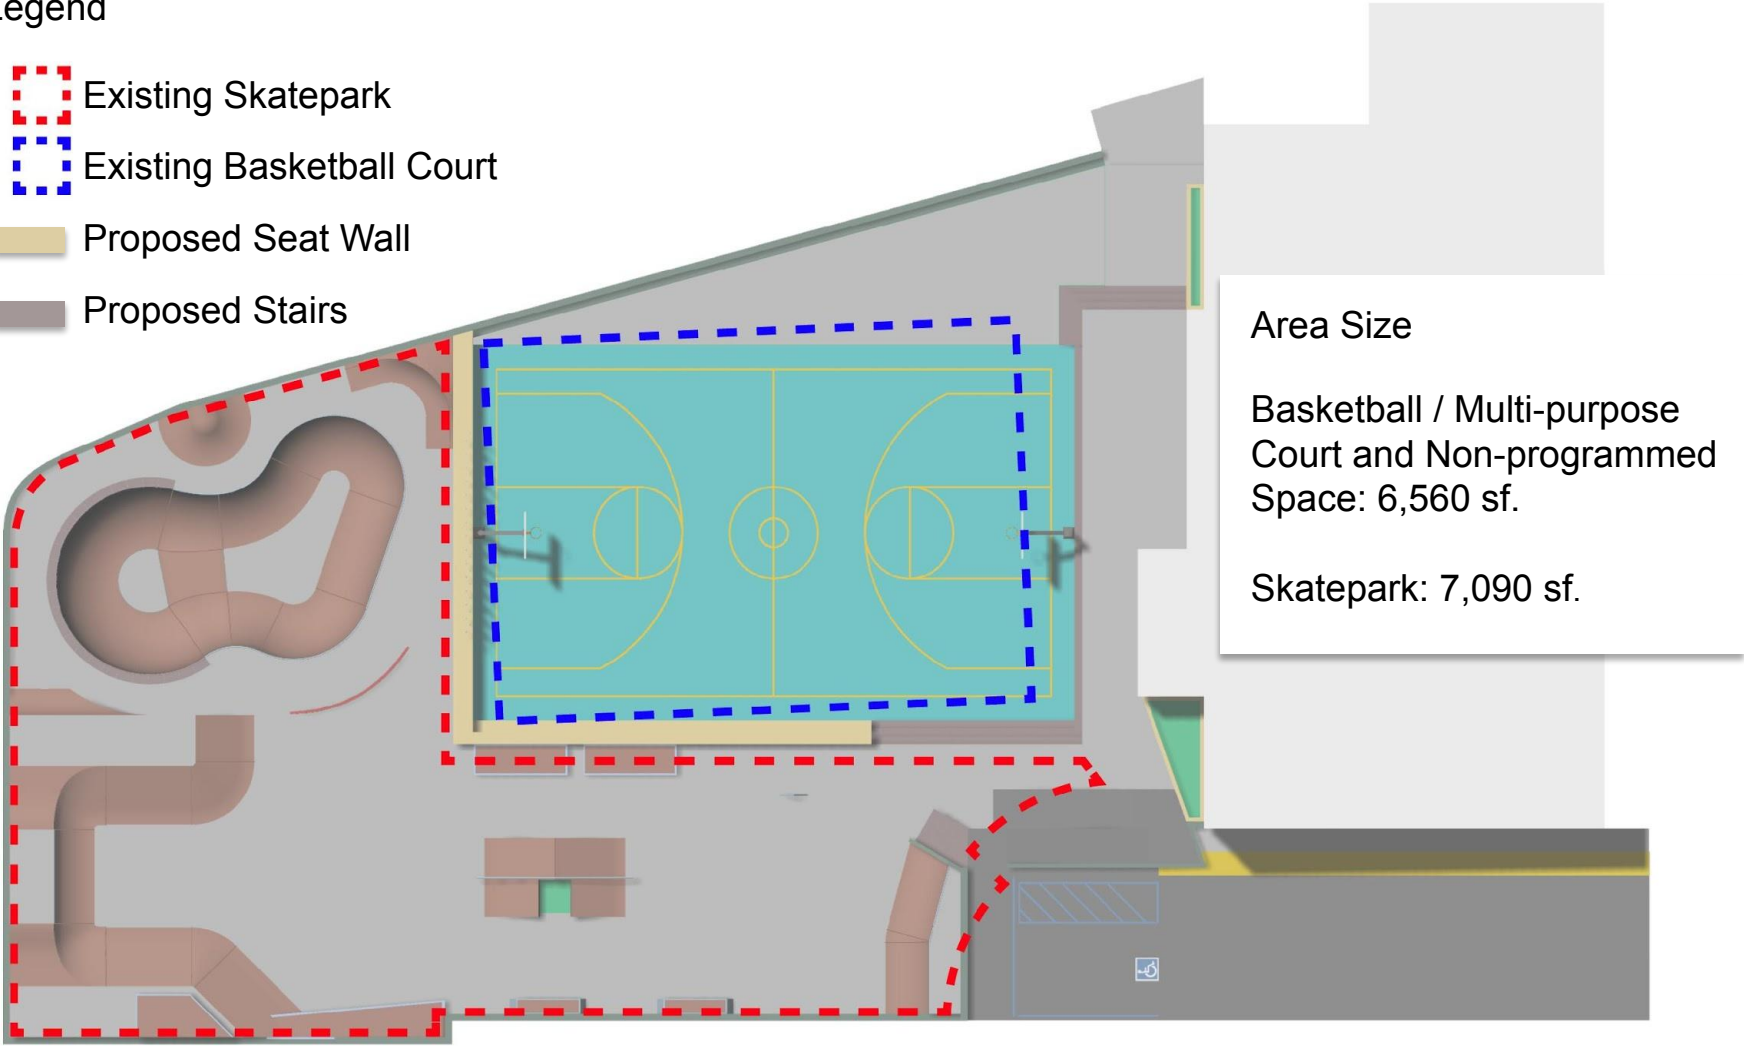 Legend
Existing Skatepark
Existing Basketball Court
Proposed Seat Wall
Proposed Stairs
Area Size
Basketball / Multi-purpose
Court and Non-programmed
Space: 6,560 sf.
Skatepark: 7,090 sf.